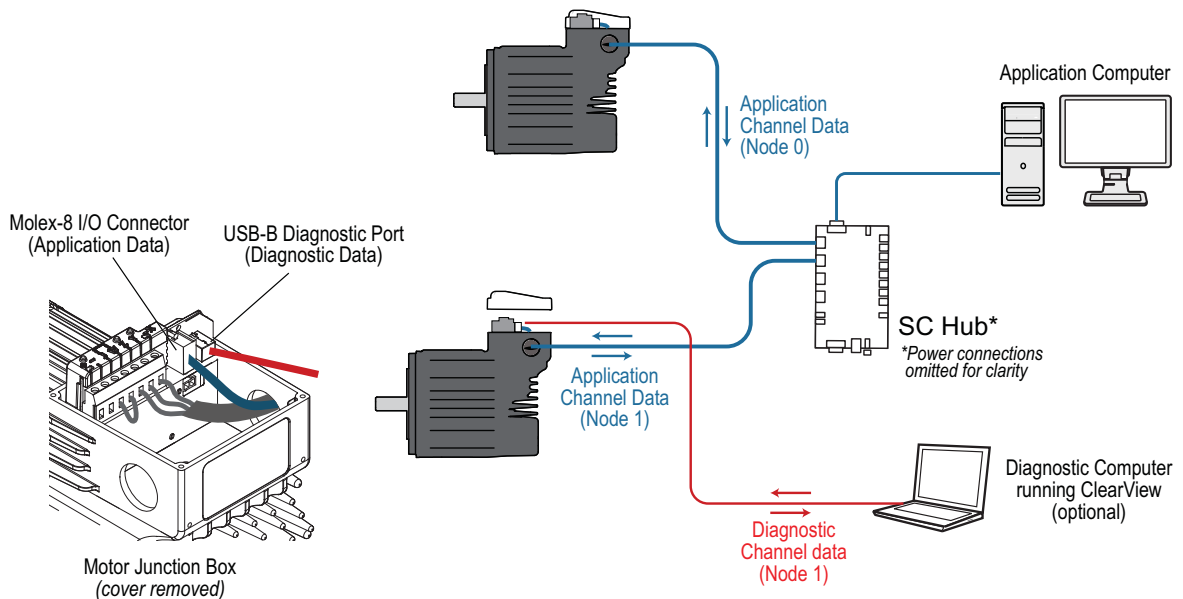 Application Computer
Application
Channel Data
(Node 0)
Molex-8 I/O Connector
(Application Data)
USB-B Diagnostic Port
(Diagnostic Data)
SC Hub*
*Power connections
omitted for clarity
Application
Channel Data
(Node 1)
Diagnostic Computer
running ClearView
(optional)
Diagnostic
Channel data
(Node 1)
Motor Junction Box
(cover removed)